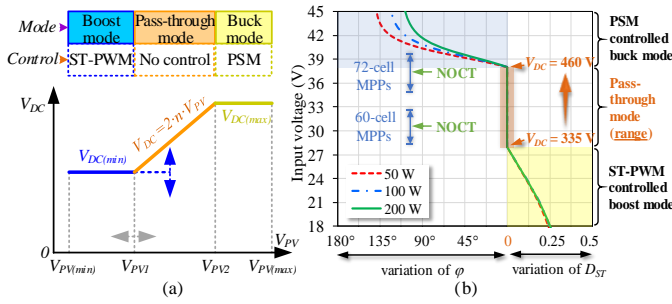 Mode
Boost mode
Pass-through mode
Buck mode
Control
ST-PWM
No control
PSM
V_DC
V_DC(min)
V_DC=2·n·V_PV
V_DC(max)
0
V_PV
V_PV(min)
V_PV1
V_PV2
V_PV(max)
(a)
Input voltage (V)
45
42
39
36
33
30
27
24
21
18
72-cell
MPPs
NOCT
60-cell
MPPs
NOCT
50 W
100 W
200 W
180°
135°
90°
45°
0
0.25
0.5
variation of φ
variation of D_ST
(b)
PSM
controlled
buck mode
V_DC = 460 V
Pass-
through
mode
(range)
V_DC = 335 V
ST-PWM
controlled
boost mode